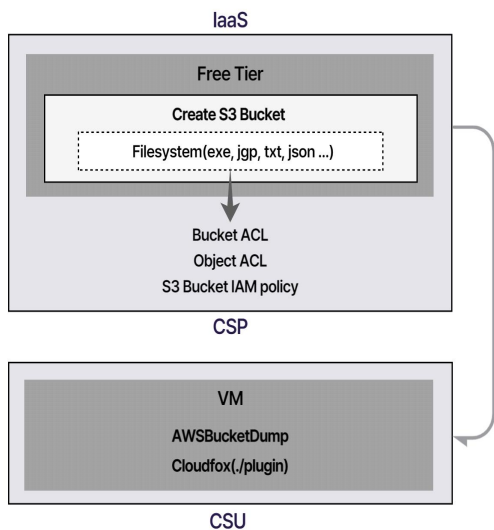 IaaS
Free Tier
Create S3 Bucket
Filesystem(exe, jgp, txt, json ...)
Bucket ACL
Object ACL
S3 Bucket IAM policy
CSP
VM
AWSBucketDump
Cloudfox(./plugin)
CSU